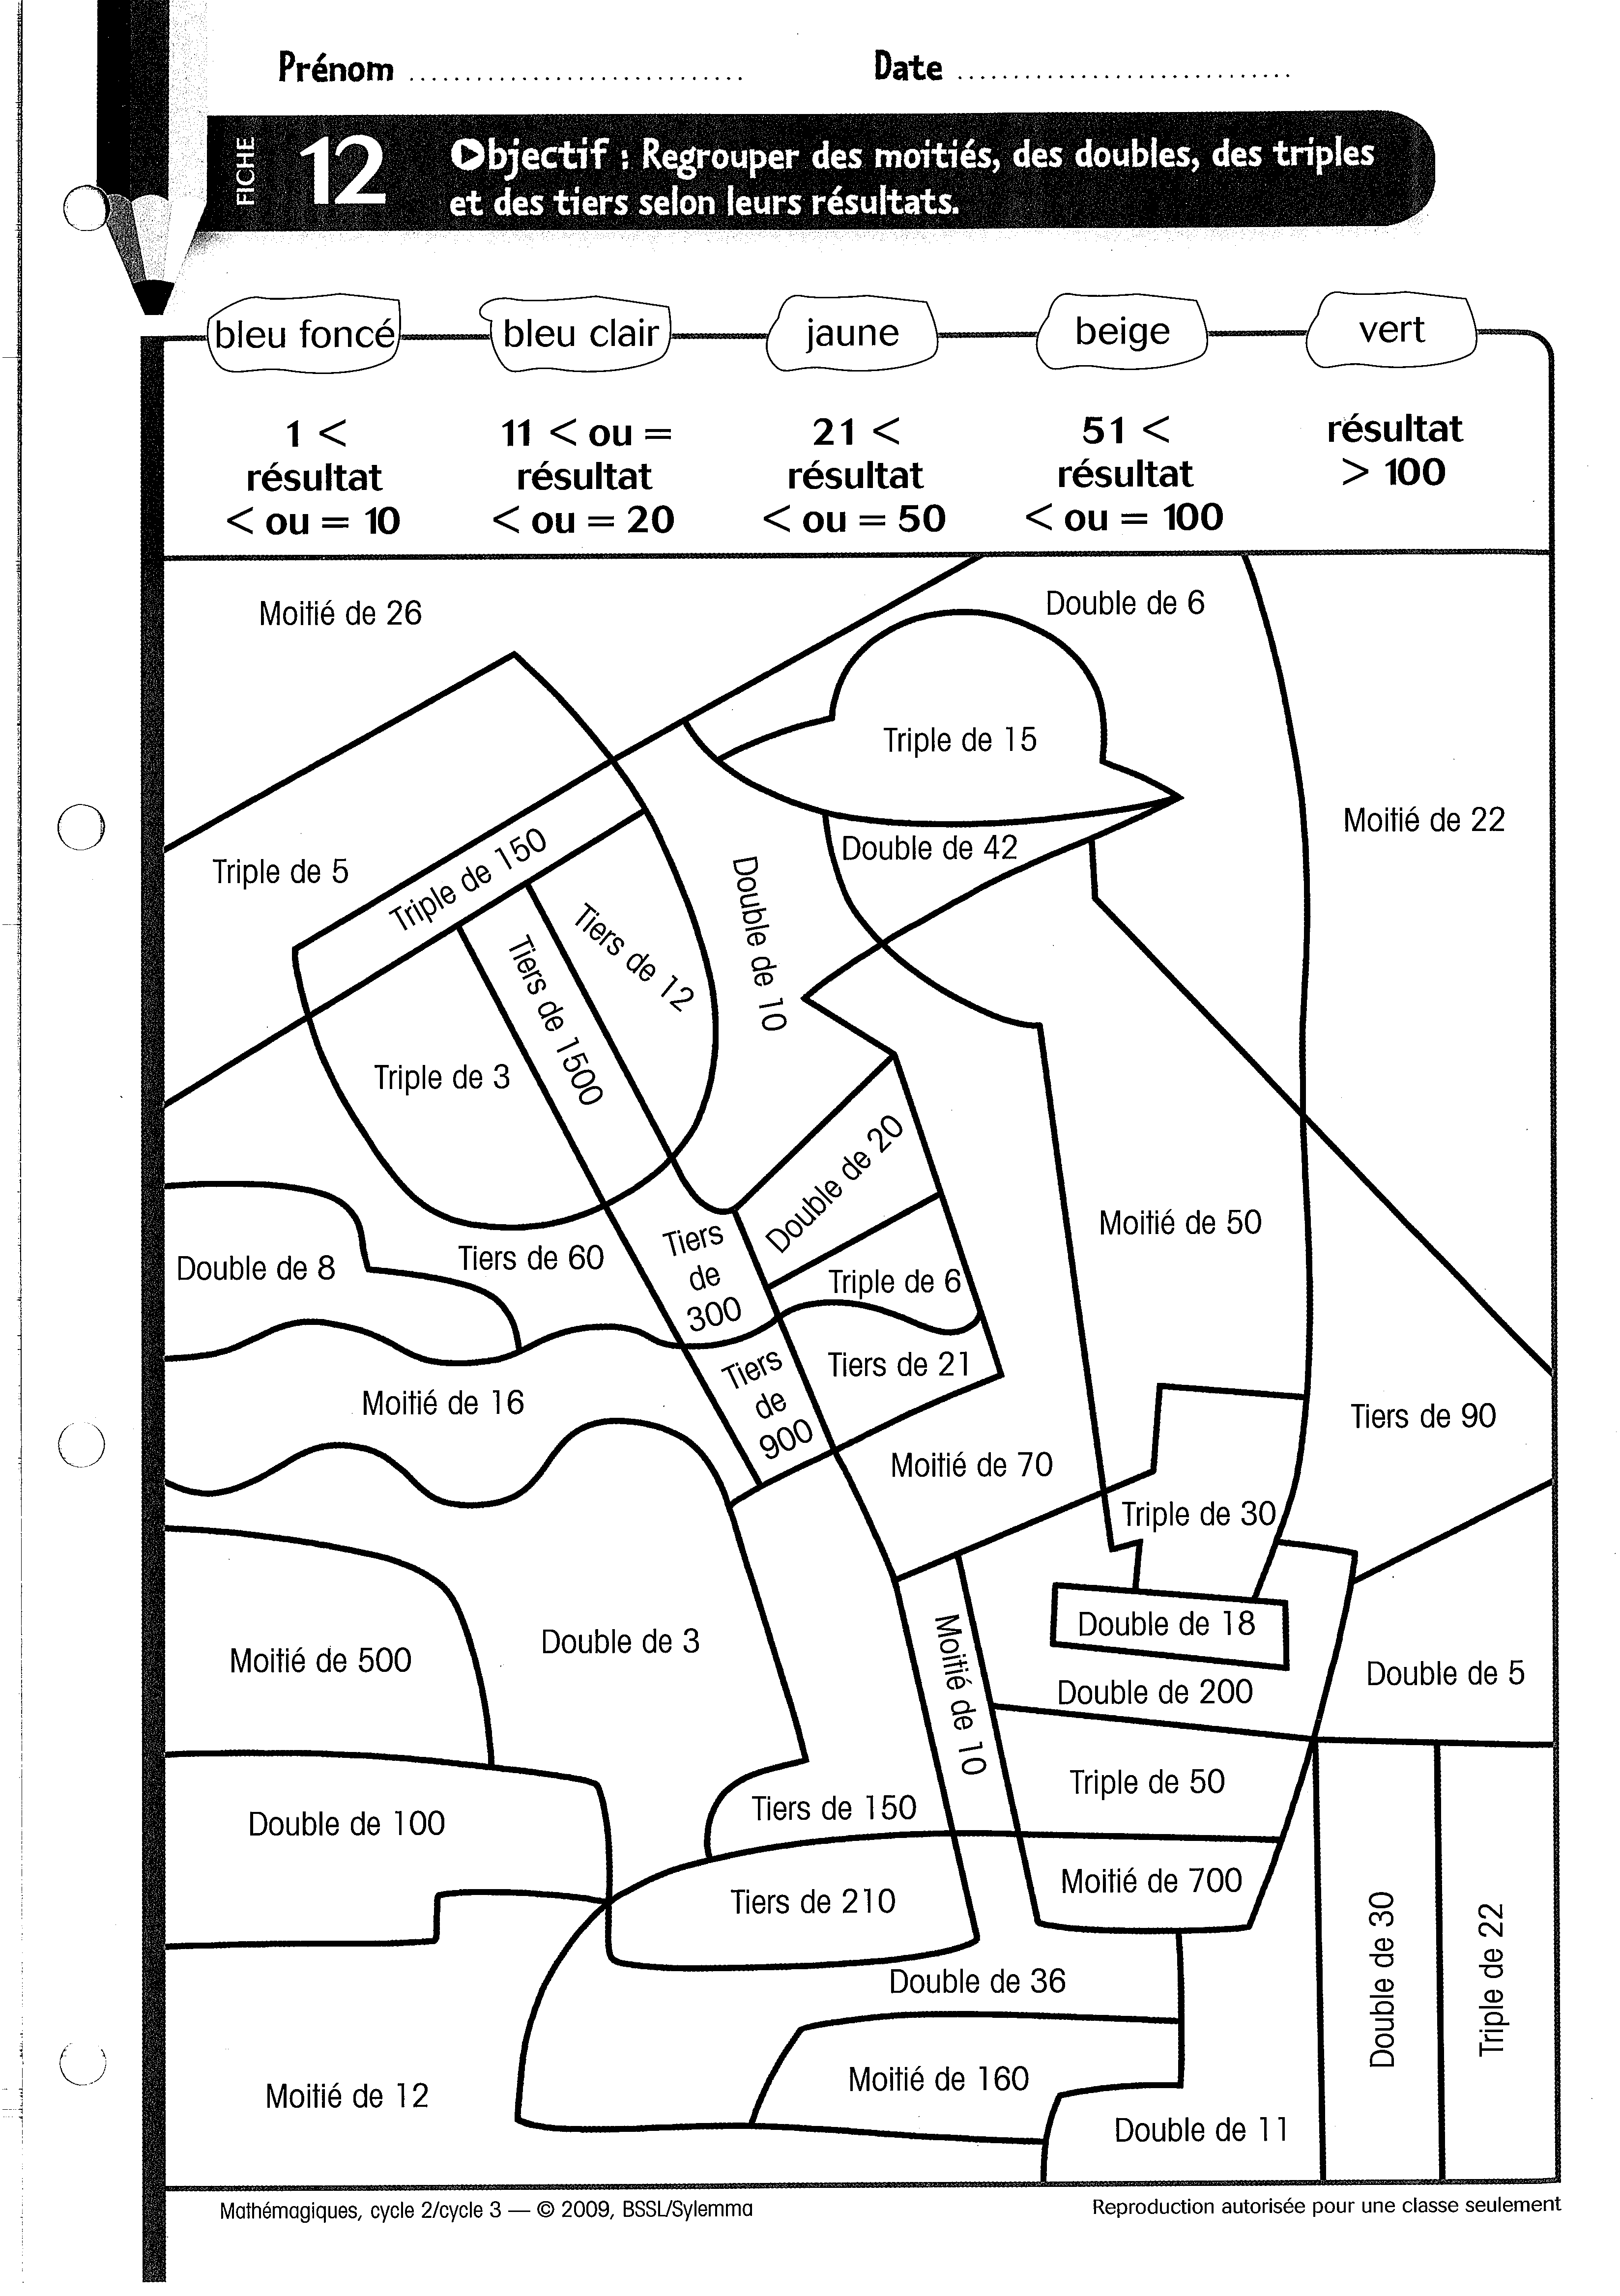 Prénom ..............................    Date ..............................
FICHE 12 Objectif : Regrouper des moitiés, des doubles, des triples
et des tiers selon leurs résultats.
bleu foncé
1 <
résultat
< ou = 10
bleu clair
11 < ou =
résultat
< ou = 20
jaune
21 <
résultat
< ou = 50
beige
51 <
résultat
< ou = 100
vert
résultat
> 100
Moitié de 26
Double de 6
Triple de 15
Moitié de 22
Double de 42
Triple de 5
Triple de 150
Double de 10
Tiers de 12
Tiers de 1500
Triple de 3
Double de 20
Moitié de 50
Double de 8
Tiers de 60
Tiers
de
300
Triple de 6
Tiers de 21
Tiers
de
900
Moitié de 16
Moitié de 70
Tiers de 90
Triple de 30
Double de 18
Moitié de 500
Double de 3
Moitié de 10
Double de 200
Double de 5
Double de 100
Tiers de 150
Triple de 50
Tiers de 210
Moitié de 700
Double de 30
Triple de 22
Double de 36
Moitié de 12
Moitié de 160
Double de 11
Mathémagiques, cycle 2/cycle 3 — © 2009, BSSL/Sylemma
Reproduction autorisée pour une classe seulement